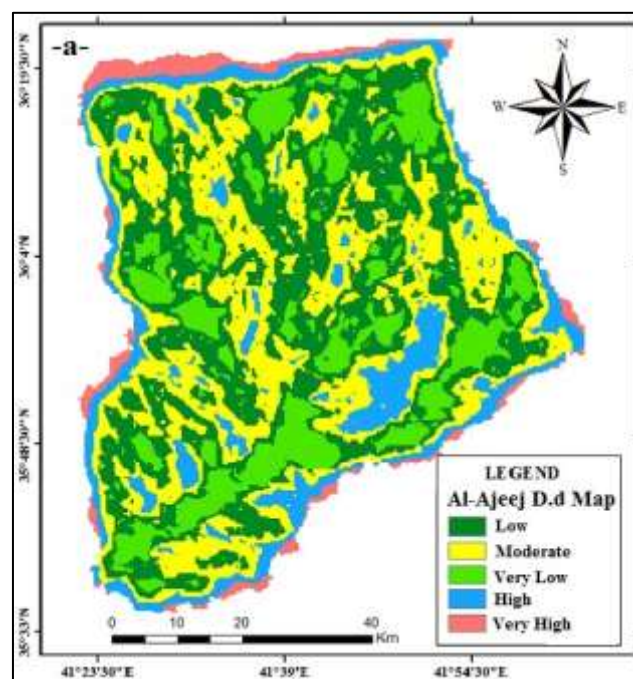 -a-
N
W
E
S
36°19'30"N
36°4'N
35°48'30"N
35°33'N
LEGEND
Al-Ajeej D.d Map
Low
Moderate
Very Low
High
Very High
0 10 20 40
Km
41°23'30"E 41°39'E 41°54'30"E